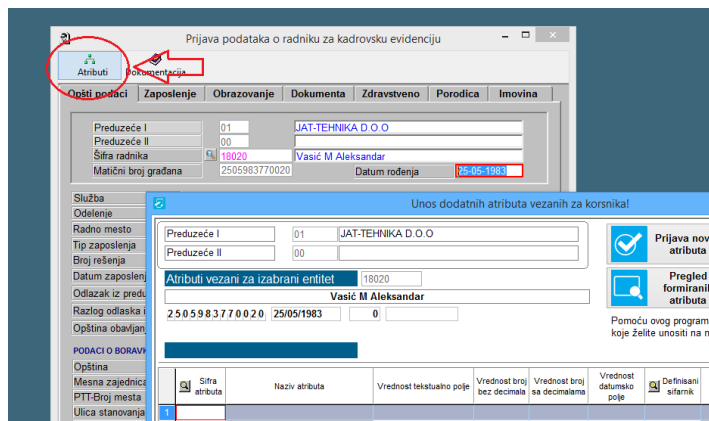 Prijava podataka o radniku za kadrovsku evidenciju
Atributi
Dokumentacija
Opšti podaci Zaposlenje Obrazovanje Dokumenta Zdravstveno Porodica Imovina
Preduzeće I 01 JAT-TEHNIKA D.O.O
Preduzeće II 00
Šifra radnika 18020 Vasić M Aleksandar
Matični broj građana 2505983770020 Datum rođenja 25-05-1983
Služba
Odelenje
Radno mesto
Tip zaposlenja
Broj rešenja
Datum zaposlenj
Odlazak iz predu
Razlog odlaska i
Opština obavljan
PODACI O BORAVK
Opština
Mesna zajednica
PTT-Broj mesta
Ulica stanovanja
Unos dodatnih atributa vezanih za korsnika!
Preduzeće I 01 JAT-TEHNIKA D.O.O
Preduzeće II 00
Atributi vezani za izabrani entitet 18020
Vasić M Aleksandar
2505983770020 25/05/1983 0
Prijava nov
atributa
Pregled
formiranih
atributa
Pomoću ovog program
koje želite unositi na n
Sifra atributa
Naziv atributa
Vrednost tekstualno polje
Vrednost broj bez decimala
Vrednost broj sa decimalama
Vrednost datumsko polje
Definisani sifarnik
1